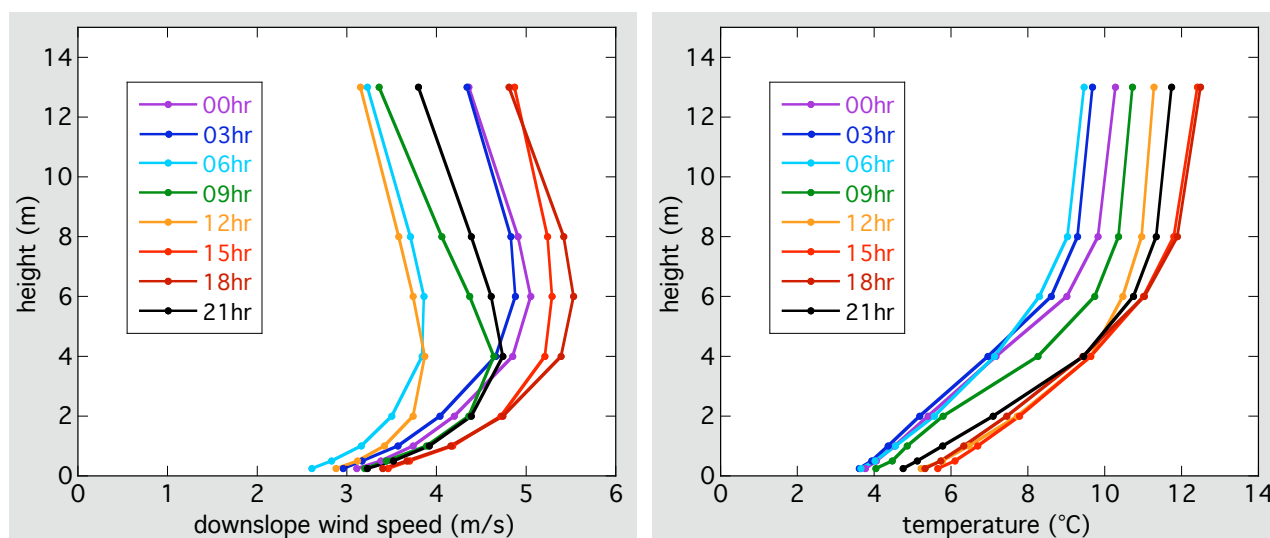 14
12
10
8
6
4
2
0
height (m)
00hr
03hr
06hr
09hr
12hr
15hr
18hr
21hr
0 1 2 3 4 5 6
downslope wind speed (m/s)
14
12
10
8
6
4
2
0
height (m)
00hr
03hr
06hr
09hr
12hr
15hr
18hr
21hr
0 2 4 6 8 10 12 14
temperature (°C)